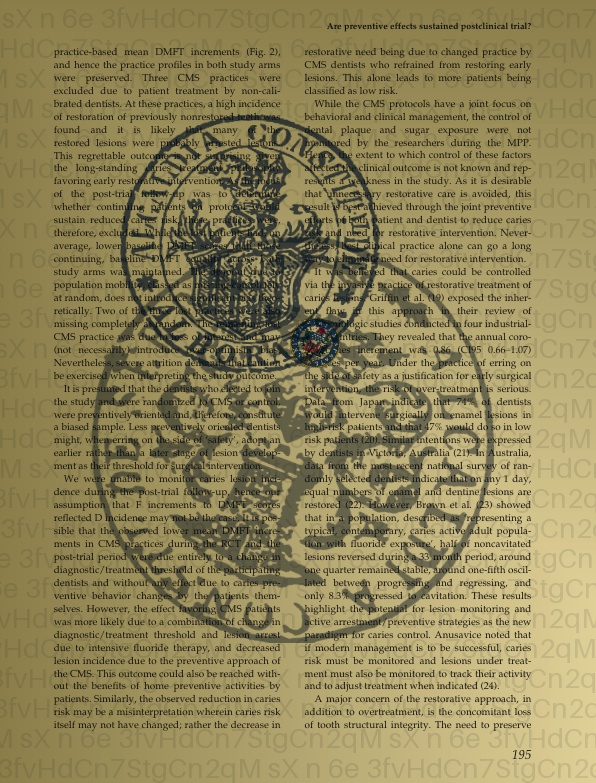 Are preventive effects sustained postclinical trial?
practice-based mean DMFT increments (Fig. 2),
and hence the practice profiles in both study arms
were preserved. Three CMS practices were
excluded due to patient treatment by non-cali-
brated dentists. At these practices, a high incidence
of restoration of previously nonrestored teeth was
found and it is likely that many of the
restored lesions were probably arrested lesions.
This regrettable outcome is not surprising given
the long-standing caries treatment philosophy
favoring early restorative intervention. As the intent
of the post-trial follow-up was to determine
whether continuing patients on protocol would
sustain reduced caries risk, these practices were,
therefore, excluded. While the lost patients had, on
average, lower baseline DMFT scores than those
continuing, baseline DMFT equality across
study arms was maintained.
population mobility, classed as missing completely
at random, does not introduce significant bias theo-
retically. Two of the three lost practices were also
missing completely at random. The remaining lost
CMS practice was due to loss of interest and may
(not necessarily) introduce an optimistic bias.
Nevertheless, severe attrition demands that caution
be exercised when interpreting the study outcome.
It is presumed that the dentists who elected to join
the study and were randomized to CMS or control
were preventively oriented and, therefore, constitute
a biased sample. Less preventively oriented dentists
might, when erring on the side of 'safety', adopt an
earlier rather than a later stage of lesion develop-
ment as their threshold for surgical intervention.
We were unable to monitor caries lesion inci-
dence during the post-trial follow-up, hence our
assumption that F increments to DMFT scores
reflected D incidence may not be the case. It is pos-
sible that the observed lower mean DMFT incre-
ments in CMS practices during the RCT and the
post-trial period were due entirely to a change in
diagnostic/treatment threshold of the participating
dentists and without any effect due to caries pre-
ventive behavior changes by the patients them-
selves. However, the effect favoring CMS patients
was more likely due to a combination of change in
diagnostic/treatment threshold and lesion arrest
due to intensive fluoride therapy, and decreased
lesion incidence due to the preventive approach of
the CMS. This outcome could also be reached with-
out the benefits of home preventive activities by
patients. Similarly, the observed reduction in caries
risk may be a misinterpretation wherein caries risk
itself may not have changed; rather the decrease in
restorative need being due to changed practice by
CMS dentists who refrained from restoring early
lesions. This alone leads to more patients being
classified as low risk.
While the CMS protocols have a joint focus on
behavioral and clinical management, the control of
dental plaque and sugar exposure were not
monitored by the researchers during the MPP.
Hence, the extent to which control of these factors
affected the clinical outcome is not known and rep-
resents a weakness in the study. As it is desirable
that unnecessary restorative care is avoided, this
result is best achieved through the joint preventive
efforts of both patient and dentist to reduce caries
risk and need for restorative intervention. Never-
theless, best clinical practice alone can go a long
way to reducing need for restorative intervention.
It was believed that caries could be controlled
via the invasive practice of restorative treatment of
caries lesions. Griffin et al. (19) exposed the inher-
ent flaw in this approach in their review of
epidemiologic studies conducted in four industrial-
ized countries. They revealed that the annual coro-
nal caries increment was 0.86 (CI95 (0.66–1.07)
surfaces per year. Under the practice of erring on
the side of safety as a justification for early surgical
intervention, the risk of over-treatment is serious.
Data from Japan indicate that 74% of dentists
would intervene surgically on enamel lesions in
high-risk patients and that 47% would do so in low
risk patients (20). Similar intentions were expressed
by dentists in Victoria, Australia (21). In Australia,
data from the most recent national survey of ran-
domly selected dentists indicate that on any 1 day,
equal numbers of enamel and dentine lesions are
restored (22). However, Brown et al. (23) showed
that in a population, described as 'representing a
typical, contemporary, caries active adult popula-
tion with fluoride exposure', half of noncavitated
lesions reversed during a 33 month period, around
one quarter remained stable, around one-fifth oscil-
lated between progressing and regressing, and
only 8.3% progressed to cavitation. These results
highlight the potential for lesion monitoring and
active arrestment/preventive strategies as the new
paradigm for caries control. Anusavice noted that
if modern management is to be successful, caries
risk must be monitored and lesions under treat-
ment must also be monitored to track their activity
and to adjust treatment when indicated (24).
A major concern of the restorative approach, in
addition to overtreatment, is the concomitant loss
of tooth structural integrity. The need to preserve
195